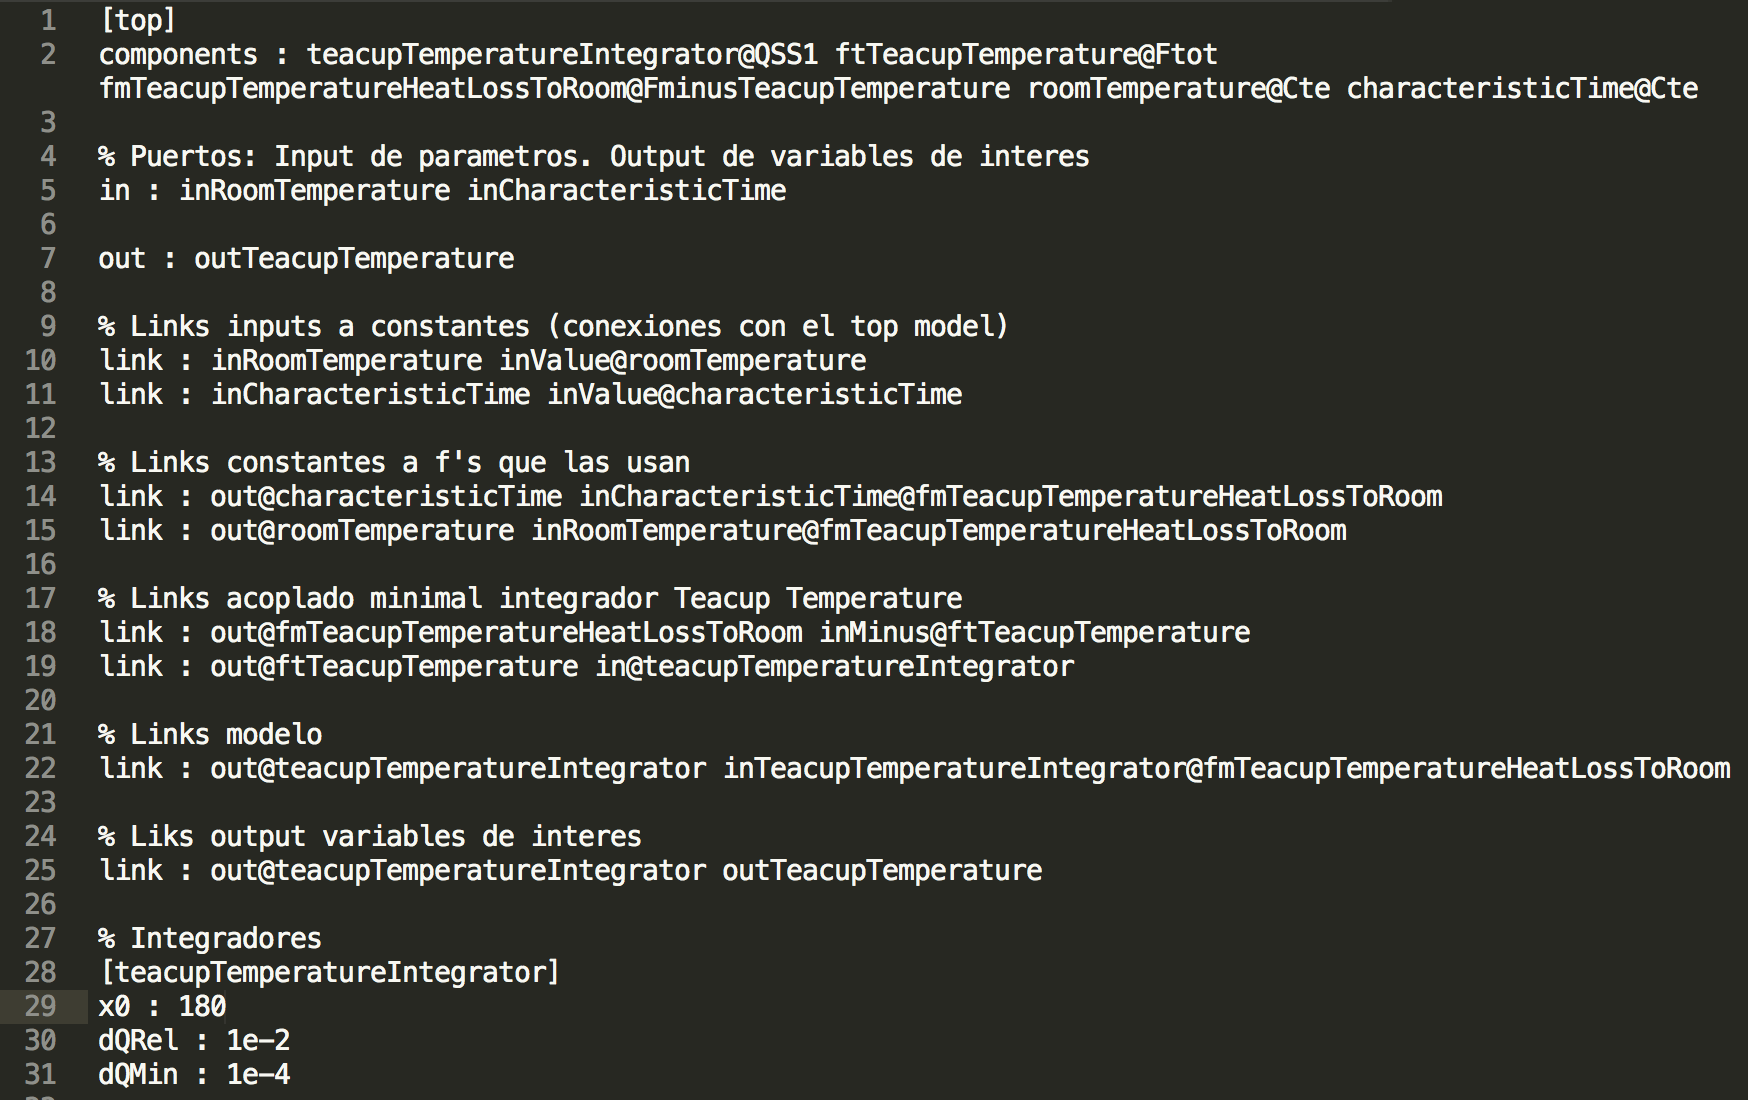 1 [top]
2 components : teacupTemperatureIntegrator@QSS1 ftTeacupTemperature@Ftot
fmTeacupTemperatureHeatLossToRoom@FminusTeacupTemperature roomTemperature@Cte characteristicTime@Cte
3
4 % Puertos: Input de parametros. Output de variables de interes
5 in : inRoomTemperature inCharacteristicTime
6
7 out : outTeacupTemperature
8
9 % Links inputs a constantes (conexiones con el top model)
10 link : inRoomTemperature inValue@roomTemperature
11 link : inCharacteristicTime inValue@characteristicTime
12
13 % Links constantes a f's que las usan
14 link : out@characteristicTime inCharacteristicTime@fmTeacupTemperatureHeatLossToRoom
15 link : out@roomTemperature inRoomTemperature@fmTeacupTemperatureHeatLossToRoom
16
17 % Links acoplado minimal integrador Teacup Temperature
18 link : out@fmTeacupTemperatureHeatLossToRoom inMinus@ftTeacupTemperature
19 link : out@ftTeacupTemperature in@teacupTemperatureIntegrator
20
21 % Links modelo
22 link : out@teacupTemperatureIntegrator inTeacupTemperatureIntegrator@fmTeacupTemperatureHeatLossToRoom
23
24 % Liks output variables de interes
25 link : out@teacupTemperatureIntegrator outTeacupTemperature
26
27 % Integradores
28 [teacupTemperatureIntegrator]
29 x0 : 180
30 dQRel : 1e-2
31 dQMin : 1e-4